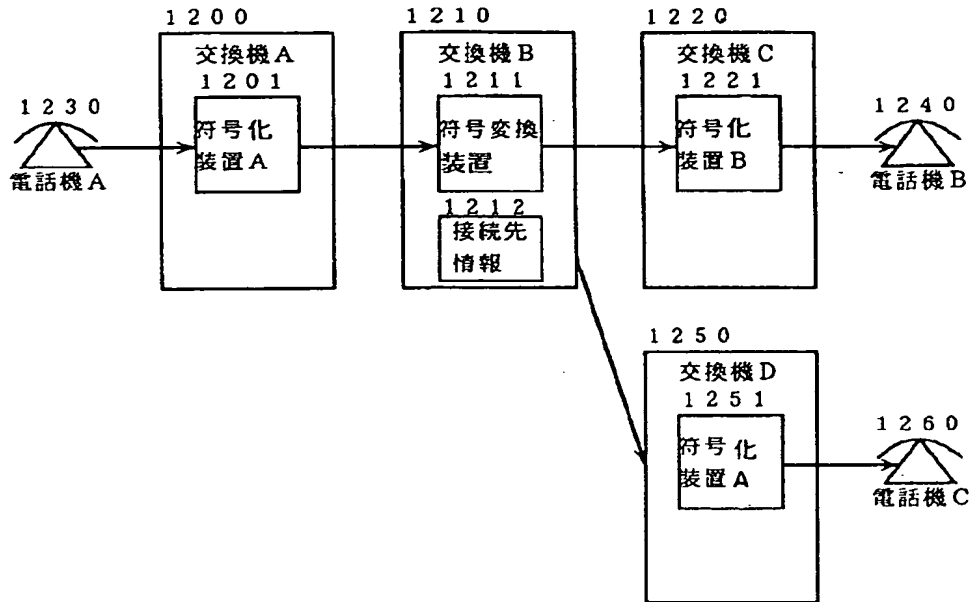 1200
交換機A
1201
符号化
装置A
1210
交換機B
1211
符号変換
装置
1212
接続先
情報
1220
交換機C
1221
符号化
装置B
1230
電話機A
1240
電話機B
1250
交換機D
1251
符号化
装置A
1260
電話機C